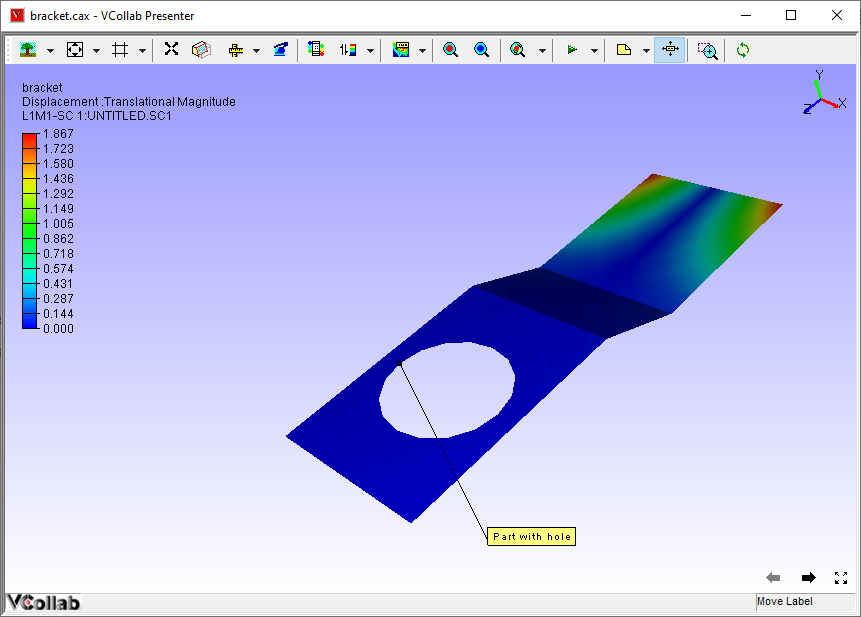 bracket.cax - VCollab Presenter
bracket
Displacement :Translational Magnitude
L1M1-SC 1:UNTITLED.SC1
1.867
1.723
1.580
1.436
1.292
1.149
1.005
0.862
0.718
0.574
0.431
0.287
0.144
0.000
Y
X
Z
Part with hole
VCollab
Move Label